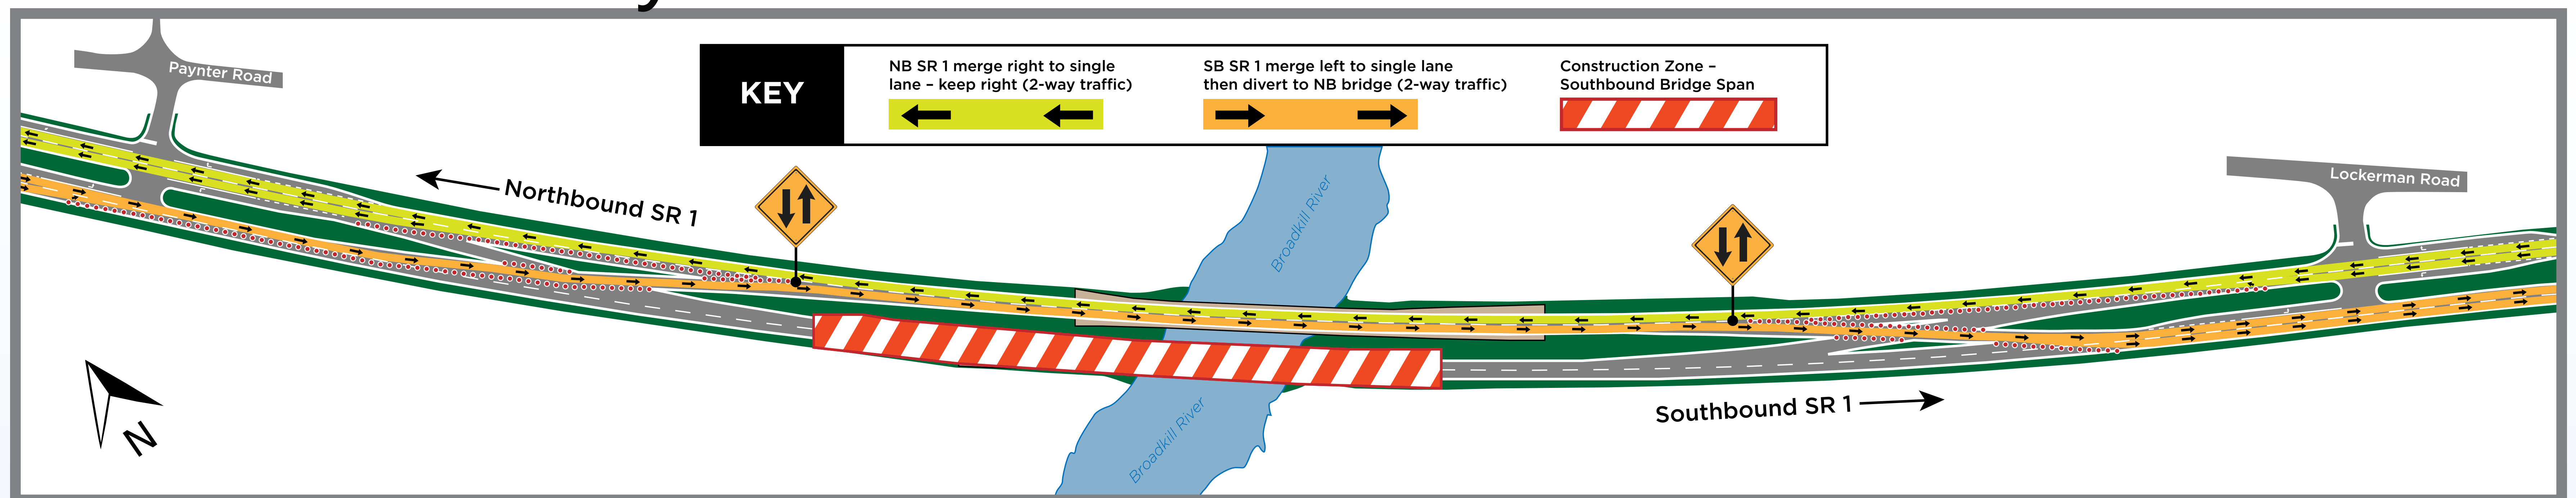 Paynter Road
KEY
NB SR 1 merge right to single
lane – keep right (2-way traffic)
SB SR 1 merge left to single lane
then divert to NB bridge (2-way traffic)
Construction Zone –
Southbound Bridge Span
Northbound SR 1
Broadkill River
Lockerman Road
Southbound SR 1
Broadkill River
N